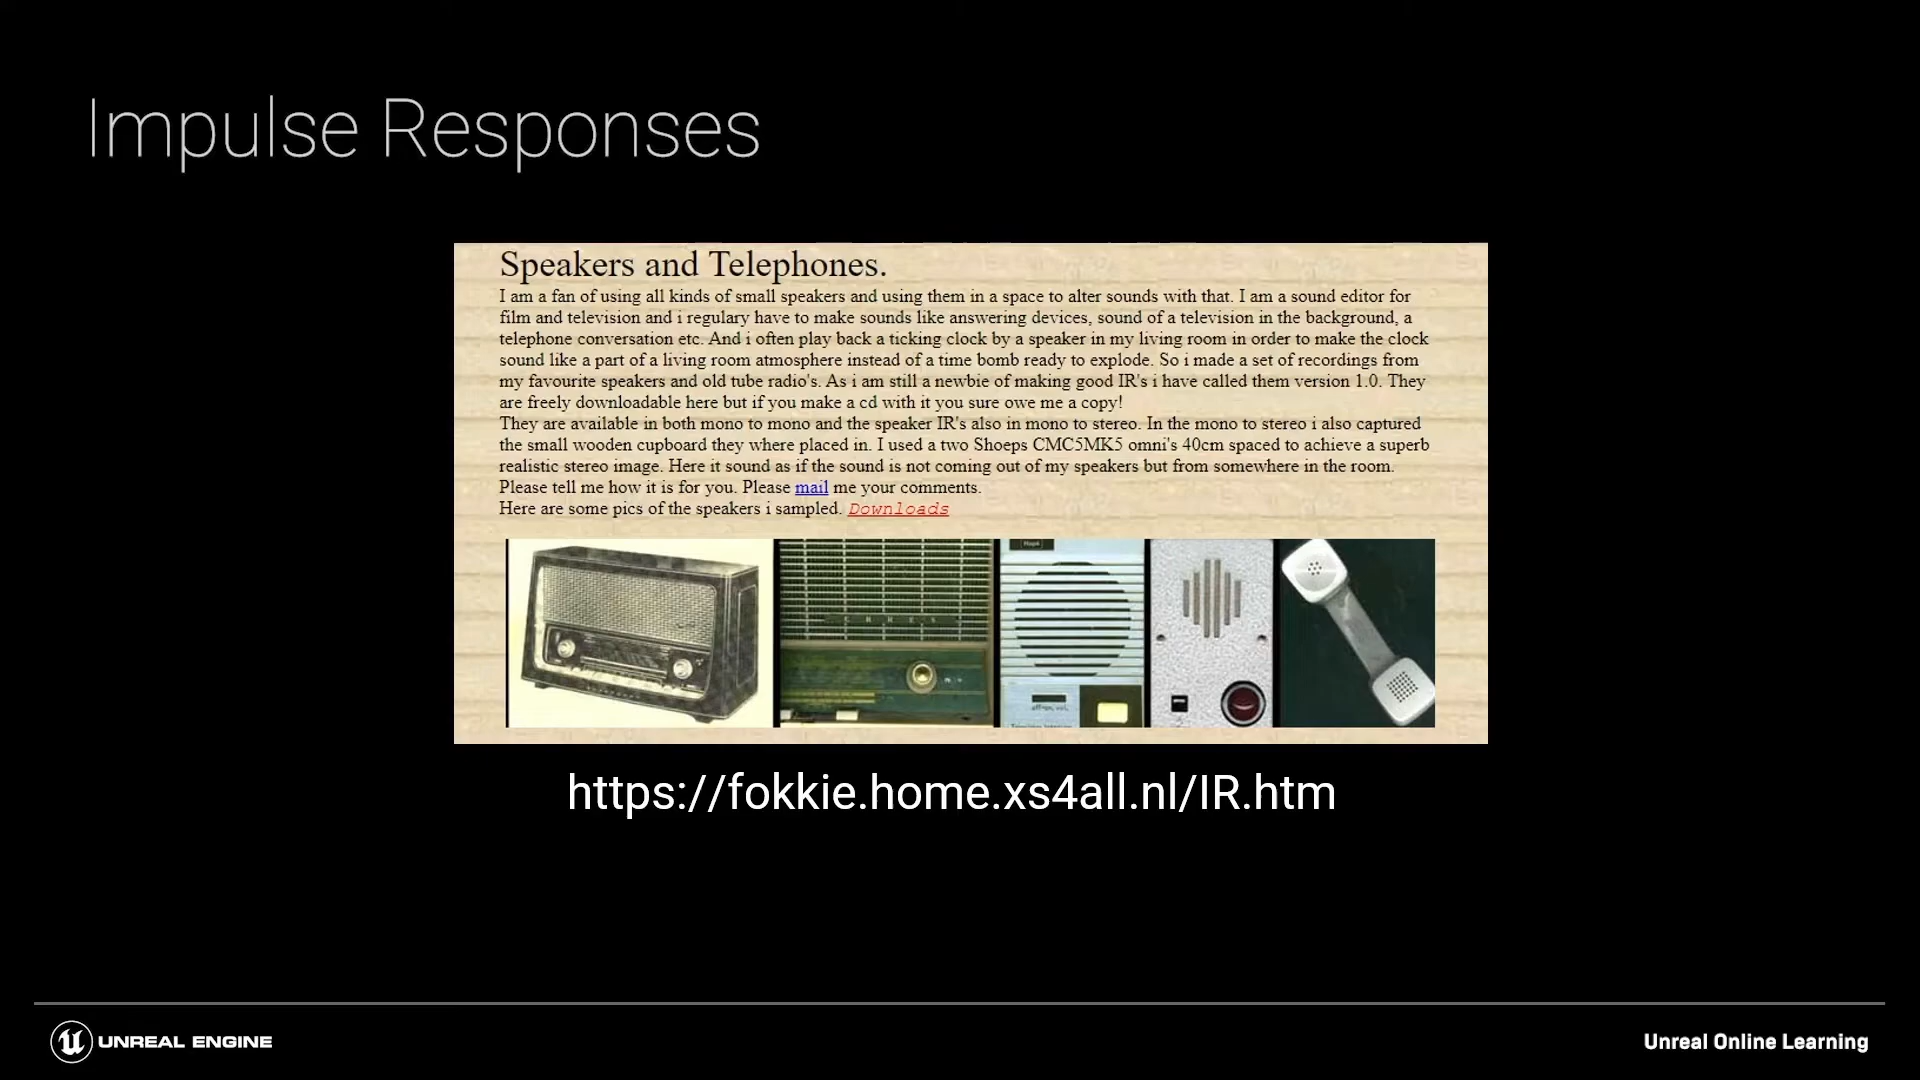 Impulse Responses
Speakers and Telephones.
I am a fan of using all kinds of small speakers and using them in a space to alter sounds with that. I am a sound editor for
film and television and i regulary have to make sounds like answering devices, sound of a television in the background, a
telephone conversation etc. And i often play back a ticking clock by a speaker in my living room in order to make the clock
sound like a part of a living room atmosphere instead of a time bomb ready to explode. So i made a set of recordings from
my favourite speakers and old tube radio's. As i am still a newbie of making good IR's i have called them version 1.0. They
are freely downloadable here but if you make a cd with it you sure owe me a copy!
They are available in both mono to mono and the speaker IR's also in mono to stereo. In the mono to stereo i also captured
the small wooden cupboard they where placed in. I used a two Shoeps CMC5MK5 omni's 40cm spaced to achieve a superb
realistic stereo image. Here it sound as if the sound is not coming out of my speakers but from somewhere in the room.
Please tell me how it is for you. Please mail me your comments.
Here are some pics of the speakers i sampled. Downloads
https://fokkie.home.xs4all.nl/IR.htm
UNREAL ENGINE
Unreal Online Learning